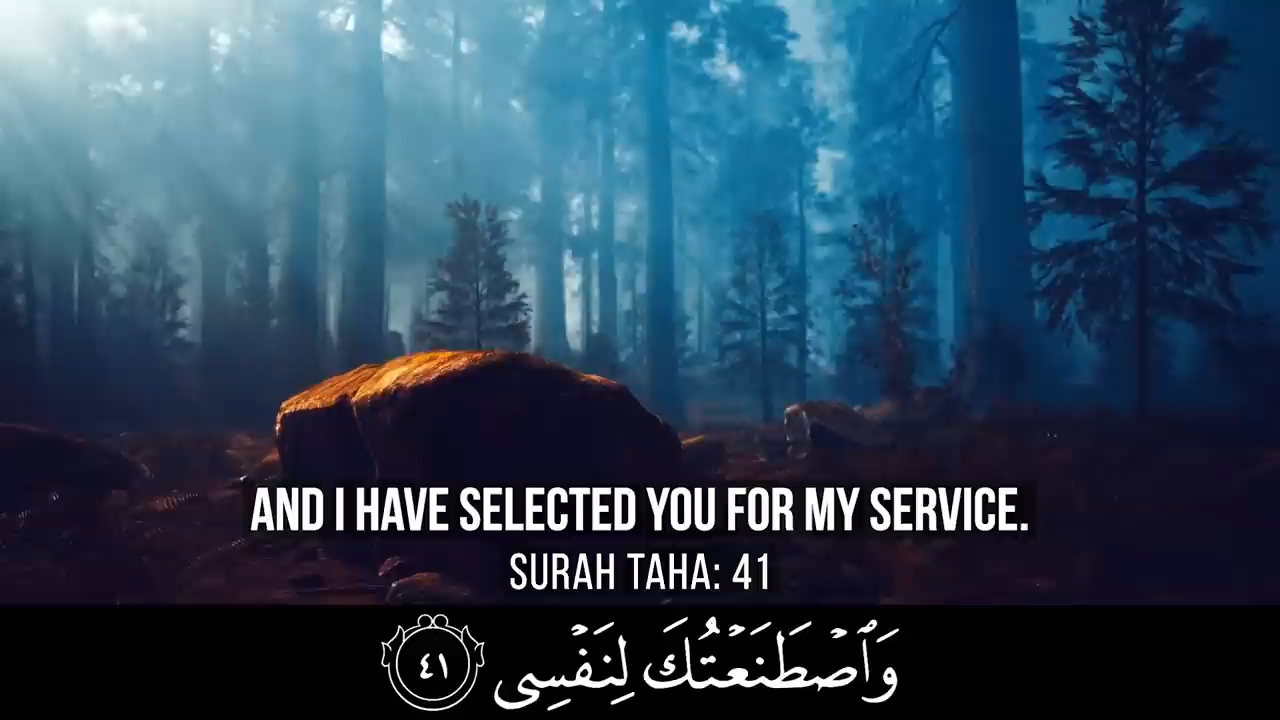 AND I HAVE SELECTED YOU FOR MY SERVICE.
SURAH TAHA: 41
وَٱصْطَنَعْتُكَ لِنَفْسِى ٤١